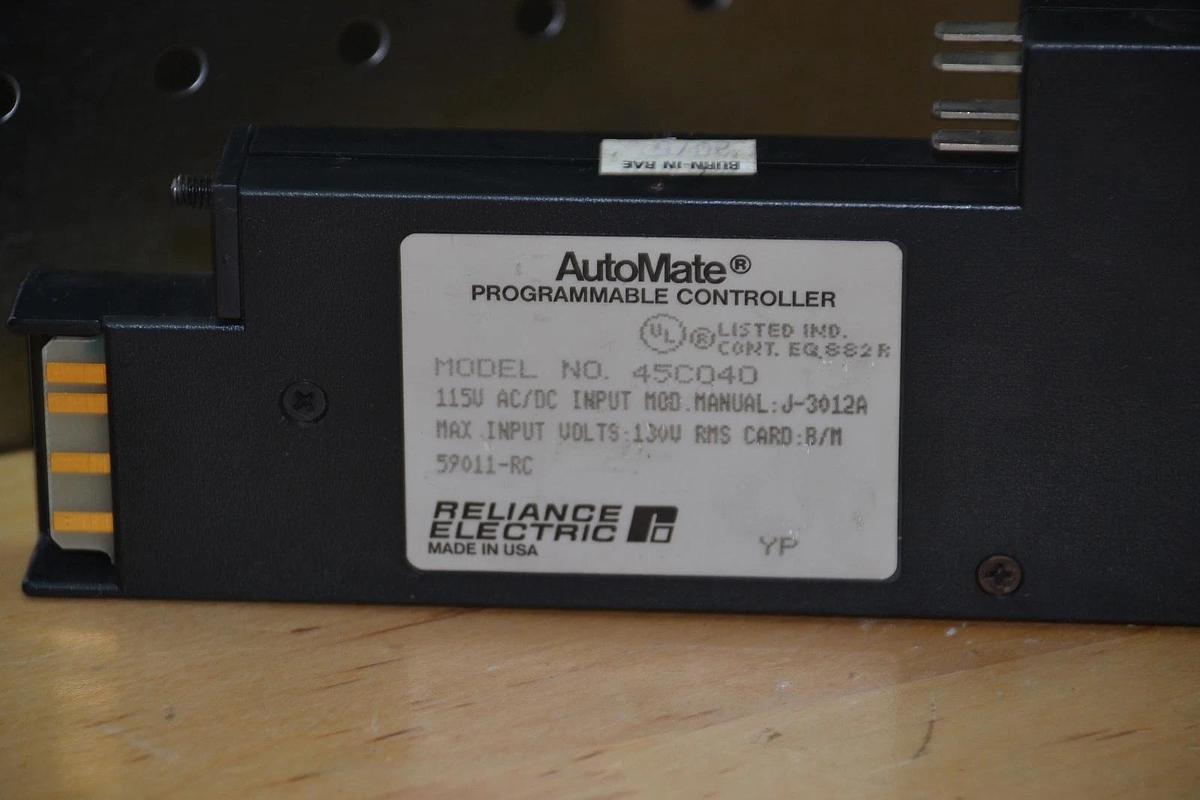 BURN-IN RAE
AutoMate®
PROGRAMMABLE CONTROLLER
UL ® LISTED IND.
CONT. EQ 882R
MODEL NO. 45C040
115V AC/DC INPUT MOD.MANUAL:J-3012A
MAX INPUT VOLTS:130V RMS CARD:B/M
59011-RC
RELIANCE
ELECTRIC
MADE IN USA
YP